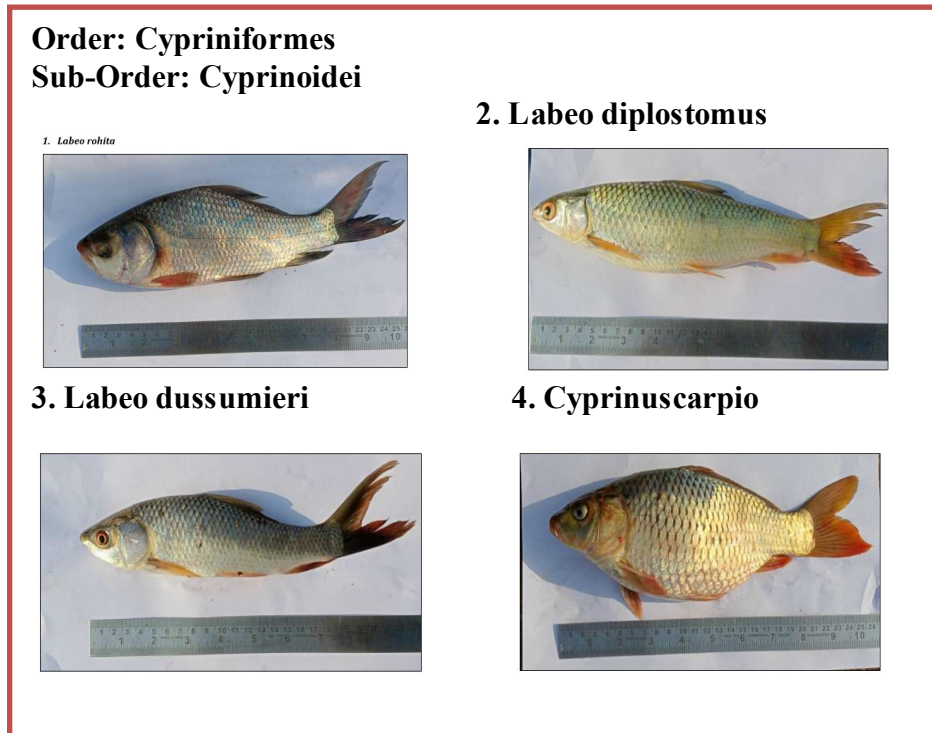 Order: Cypriniformes
Sub-Order: Cyprinoidei
2. Labeo diplostomus
1. Labeo rohita
3. Labeo dussumieri
4. Cyprinuscarpio